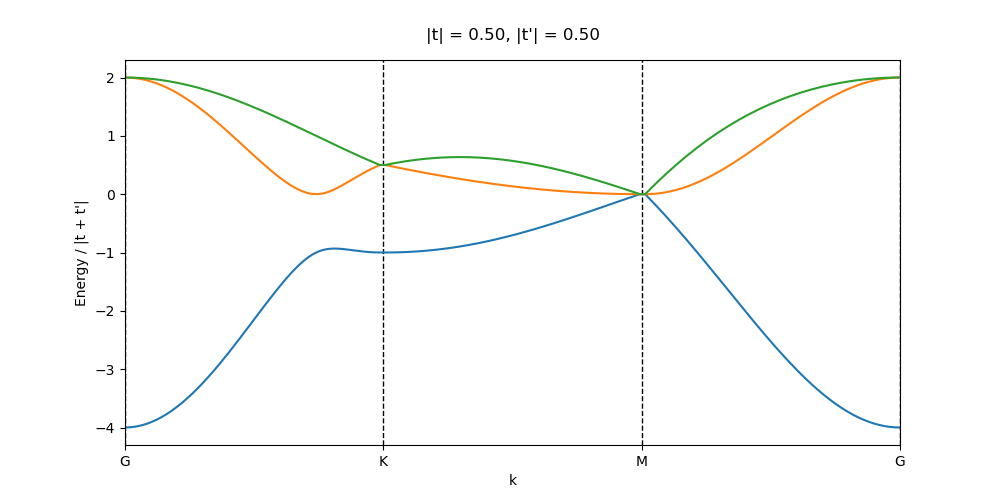 |t| = 0.50, |t'| = 0.50
Energy / |t + t'|
2
1
0
−1
−2
−3
−4
G K M G
k